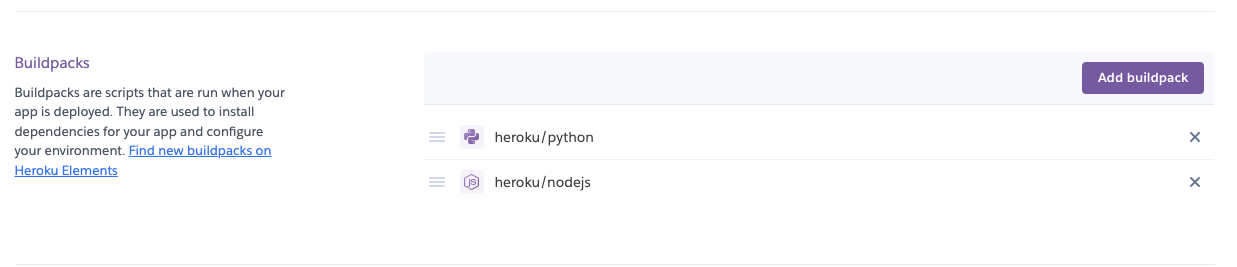 Buildpacks
Buildpacks are scripts that are run when your
app is deployed. They are used to install
dependencies for your app and configure
your environment. Find new buildpacks on
Heroku Elements
Add buildpack
heroku/python
JS heroku/nodejs